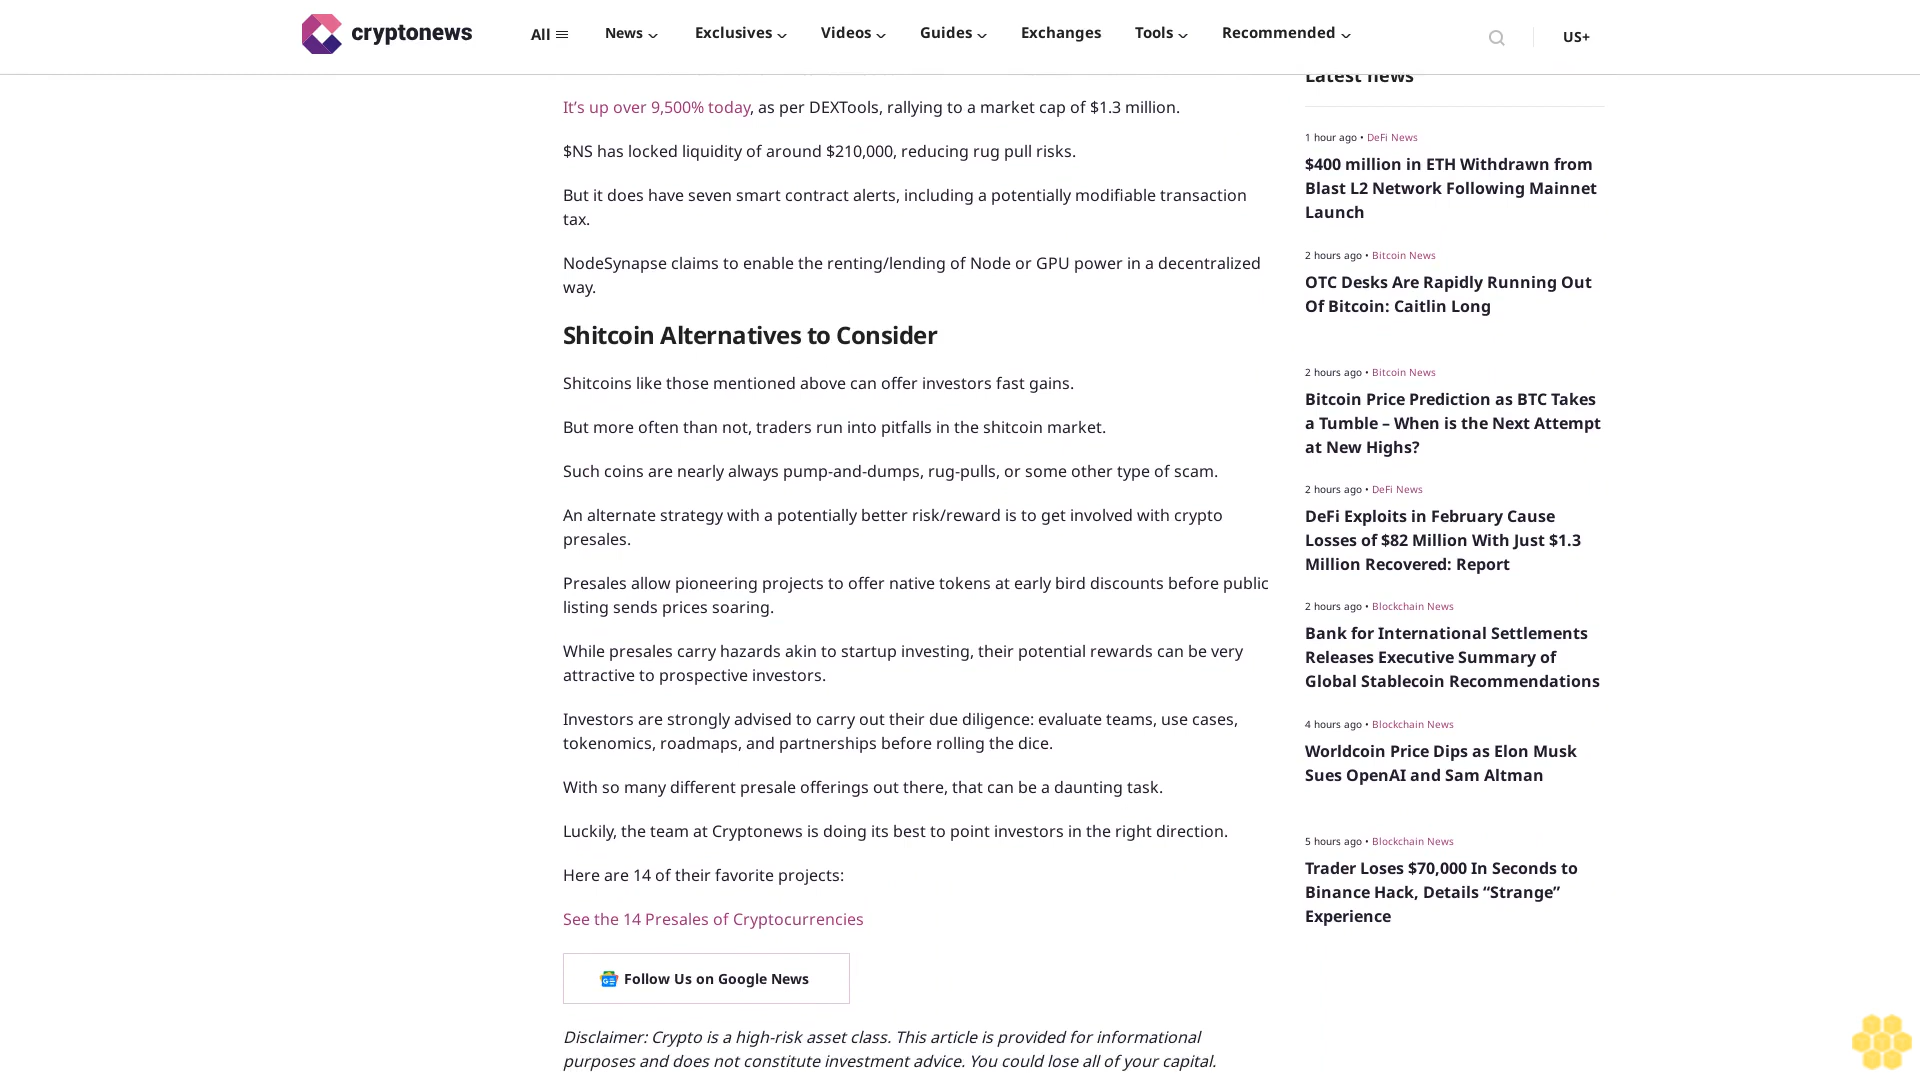 cryptonews
All
News
Exclusives
Videos
Guides
Exchanges
Tools
Recommended
US+
It’s up over 9,500% today, as per DEXTools, rallying to a market cap of $1.3 million.
$NS has locked liquidity of around $210,000, reducing rug pull risks.
But it does have seven smart contract alerts, including a potentially modifiable transaction
tax.
NodeSynapse claims to enable the renting/lending of Node or GPU power in a decentralized
way.
Shitcoin Alternatives to Consider
Shitcoins like those mentioned above can offer investors fast gains.
But more often than not, traders run into pitfalls in the shitcoin market.
Such coins are nearly always pump-and-dumps, rug-pulls, or some other type of scam.
An alternate strategy with a potentially better risk/reward is to get involved with crypto
presales.
Presales allow pioneering projects to offer native tokens at early bird discounts before public
listing sends prices soaring.
While presales carry hazards akin to startup investing, their potential rewards can be very
attractive to prospective investors.
Investors are strongly advised to carry out their due diligence: evaluate teams, use cases,
tokenomics, roadmaps, and partnerships before rolling the dice.
With so many different presale offerings out there, that can be a daunting task.
Luckily, the team at Cryptonews is doing its best to point investors in the right direction.
Here are 14 of their favorite projects:
See the 14 Presales of Cryptocurrencies
Follow Us on Google News
Disclaimer: Crypto is a high-risk asset class. This article is provided for informational
purposes and does not constitute investment advice. You could lose all of your capital.
Latest news
1 hour ago • DeFi News
$400 million in ETH Withdrawn from
Blast L2 Network Following Mainnet
Launch
2 hours ago • Bitcoin News
OTC Desks Are Rapidly Running Out
Of Bitcoin: Caitlin Long
2 hours ago • Bitcoin News
Bitcoin Price Prediction as BTC Takes
a Tumble – When is the Next Attempt
at New Highs?
2 hours ago • DeFi News
DeFi Exploits in February Cause
Losses of $82 Million With Just $1.3
Million Recovered: Report
2 hours ago • Blockchain News
Bank for International Settlements
Releases Executive Summary of
Global Stablecoin Recommendations
4 hours ago • Blockchain News
Worldcoin Price Dips as Elon Musk
Sues OpenAI and Sam Altman
5 hours ago • Blockchain News
Trader Loses $70,000 In Seconds to
Binance Hack, Details “Strange”
Experience